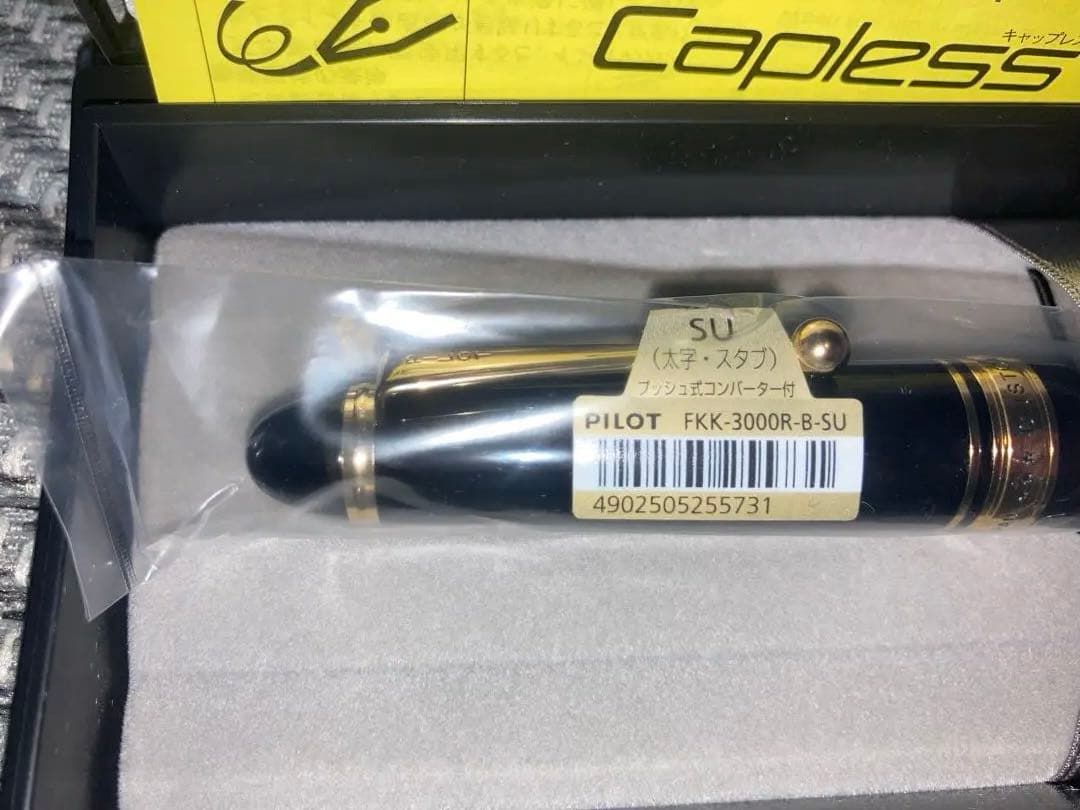 キャップレス
Capless
SU
(太字・スタブ)
プッシュ式コンバーター付
PILOT FKK-3000R-B-SU
4902505255731